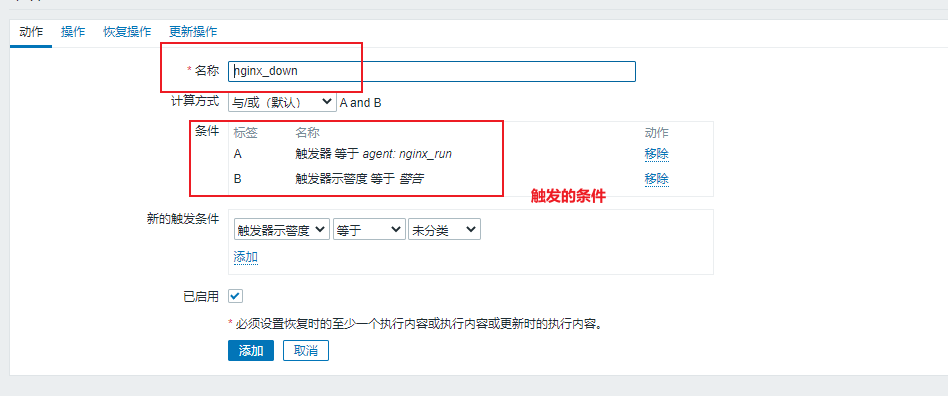 动作 操作 恢复操作 更新操作
* 名称 nginx_down
计算方式 与/或（默认） A and B
条件 标签 名称 动作
A 触发器 等于 agent: nginx_run 移除
B 触发器示警度 等于 警告 移除
触发的条件
新的触发条件 触发器示警度 等于 未分类
添加
已启用
* 必须设置恢复时的至少一个执行内容或执行内容或更新时的执行内容。
添加 取消